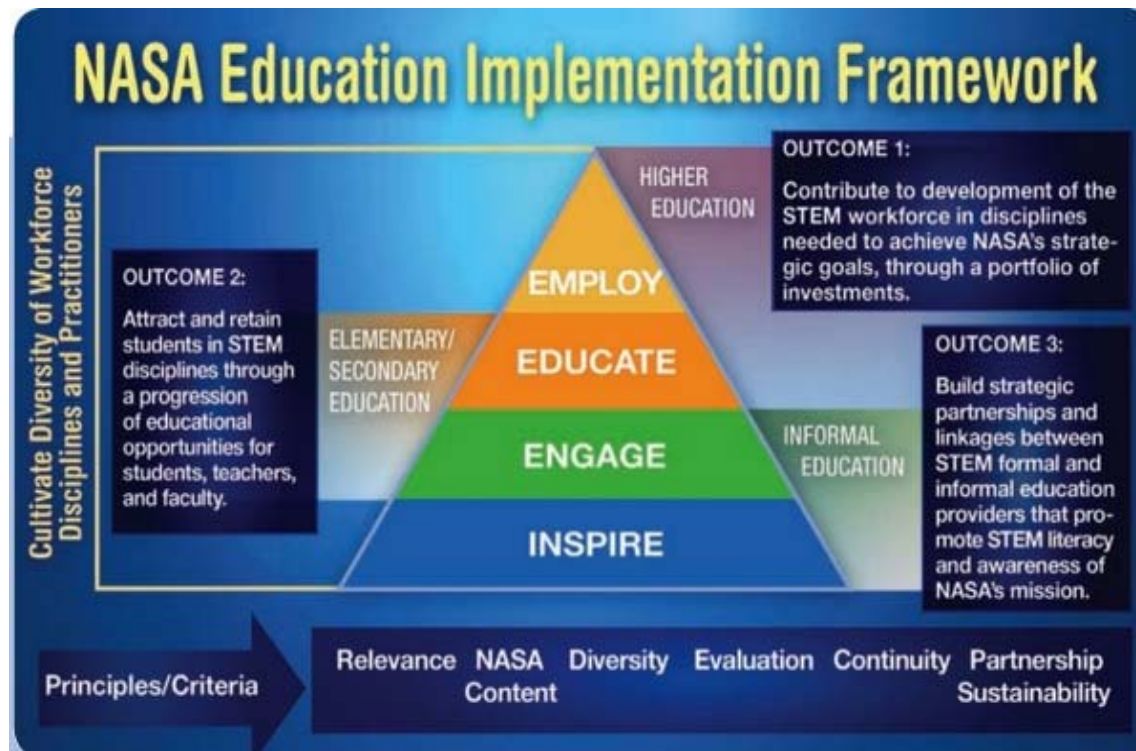 NASA Education Implementation Framework
Cultivate Diversity of Workforce
Disciplines and Practitioners
OUTCOME 2:
Attract and retain
students in STEM
disciplines through
a progression
of educational
opportunities for
students, teachers,
and faculty.
ELEMENTARY/
SECONDARY
EDUCATION
HIGHER
EDUCATION
EMPLOY
EDUCATE
ENGAGE
INSPIRE
INFORMAL
EDUCATION
OUTCOME 1:
Contribute to development of the
STEM workforce in disciplines
needed to achieve NASA's strate-
gic goals, through a portfolio of
investments.
OUTCOME 3:
Build strategic
partnerships and
linkages between
STEM formal and
informal education
providers that pro-
mote STEM literacy
and awareness of
NASA's mission.
Principles/Criteria
Relevance NASA Diversity Evaluation Continuity Partnership
Content Sustainability